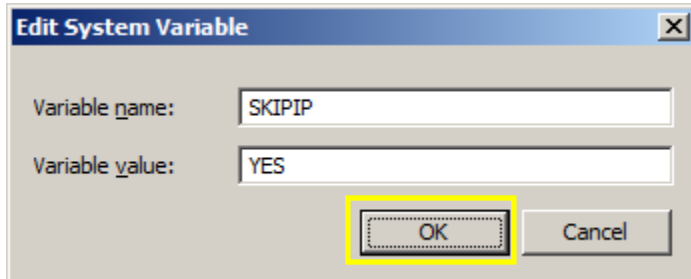 Edit System Variable
Variable name: SKIPIP
Variable value: YES
OK Cancel